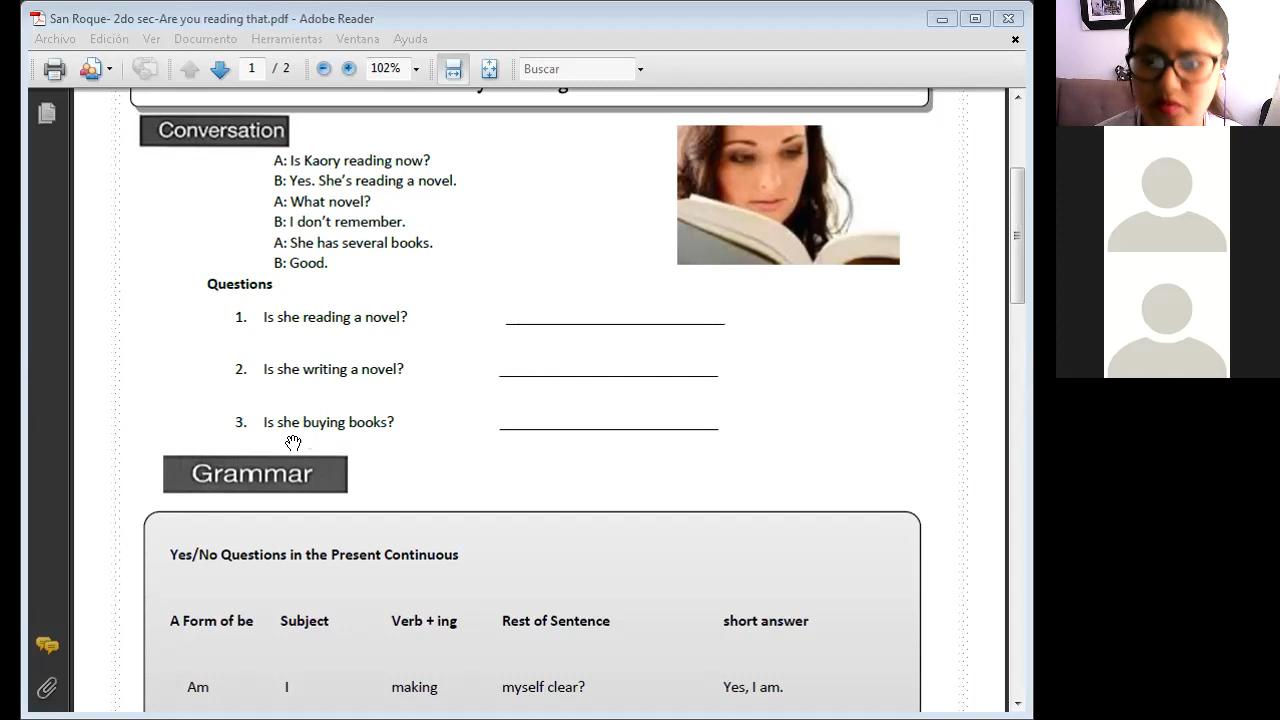 San Roque- 2do sec-Are you reading that.pdf - Adobe Reader
Archivo Edición Ver Documento Herramientas Ventana Ayuda
1 / 2 102% Buscar
Conversation
A: Is Kaory reading now?
B: Yes. She's reading a novel.
A: What novel?
B: I don't remember.
A: She has several books.
B: Good.
Questions
1. Is she reading a novel?
2. Is she writing a novel?
3. Is she buying books?
Grammar
Yes/No Questions in the Present Continuous
A Form of be Subject Verb + ing Rest of Sentence short answer
Am I making myself clear? Yes, I am.